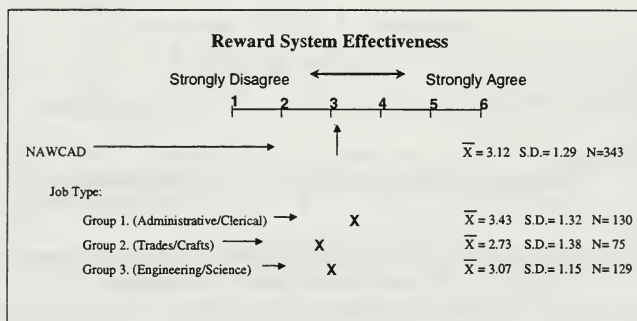 Reward System Effectiveness
Strongly Disagree Strongly Agree
1 2 3 4 5 6
NAWCAD X̅ = 3.12 S.D.= 1.29 N=343
Job Type:
Group 1. (Administrative/Clerical) X X̅ = 3.43 S.D.= 1.32 N= 130
Group 2. (Trades/Crafts) X X̅ = 2.73 S.D.= 1.38 N= 75
Group 3. (Engineering/Science) X X̅ = 3.07 S.D.= 1.15 N= 129